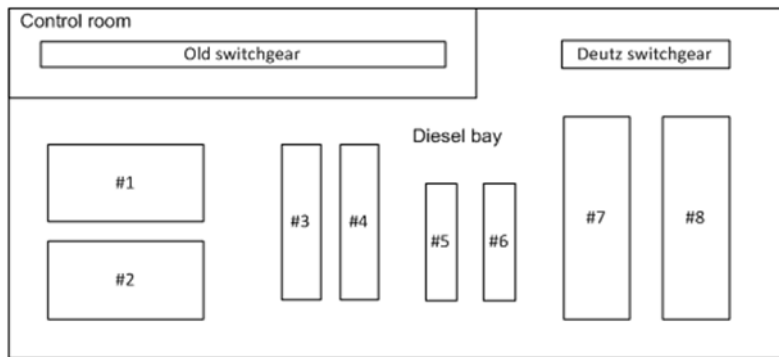 Control room
Old switchgear
Deutz switchgear
Diesel bay
#1
#2
#3
#4
#5
#6
#7
#8